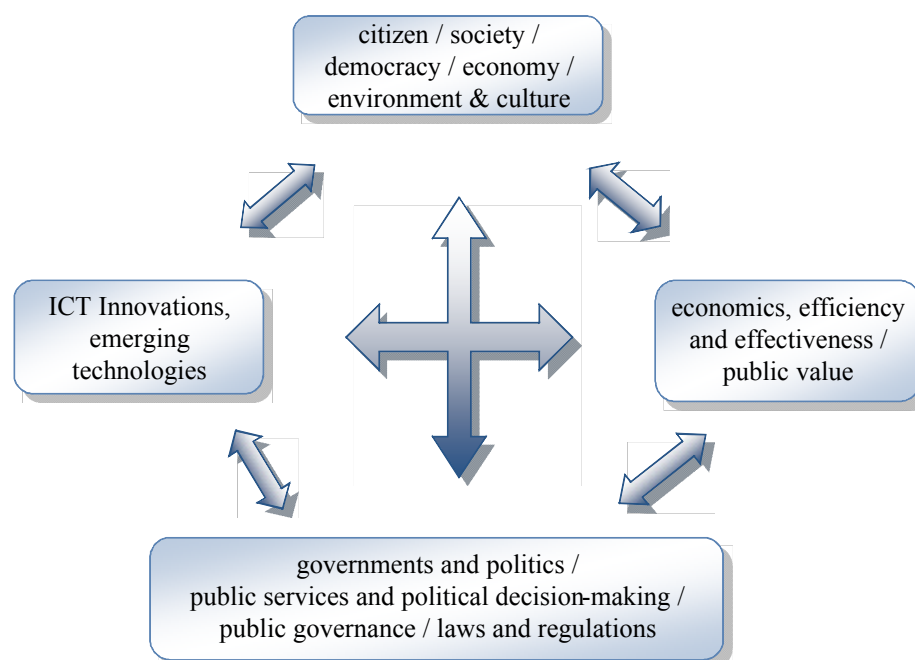 citizen / society /
democracy / economy /
environment & culture
ICT Innovations,
emerging
technologies
economics, efficiency
and effectiveness /
public value
governments and politics /
public services and political decision-making /
public governance / laws and regulations